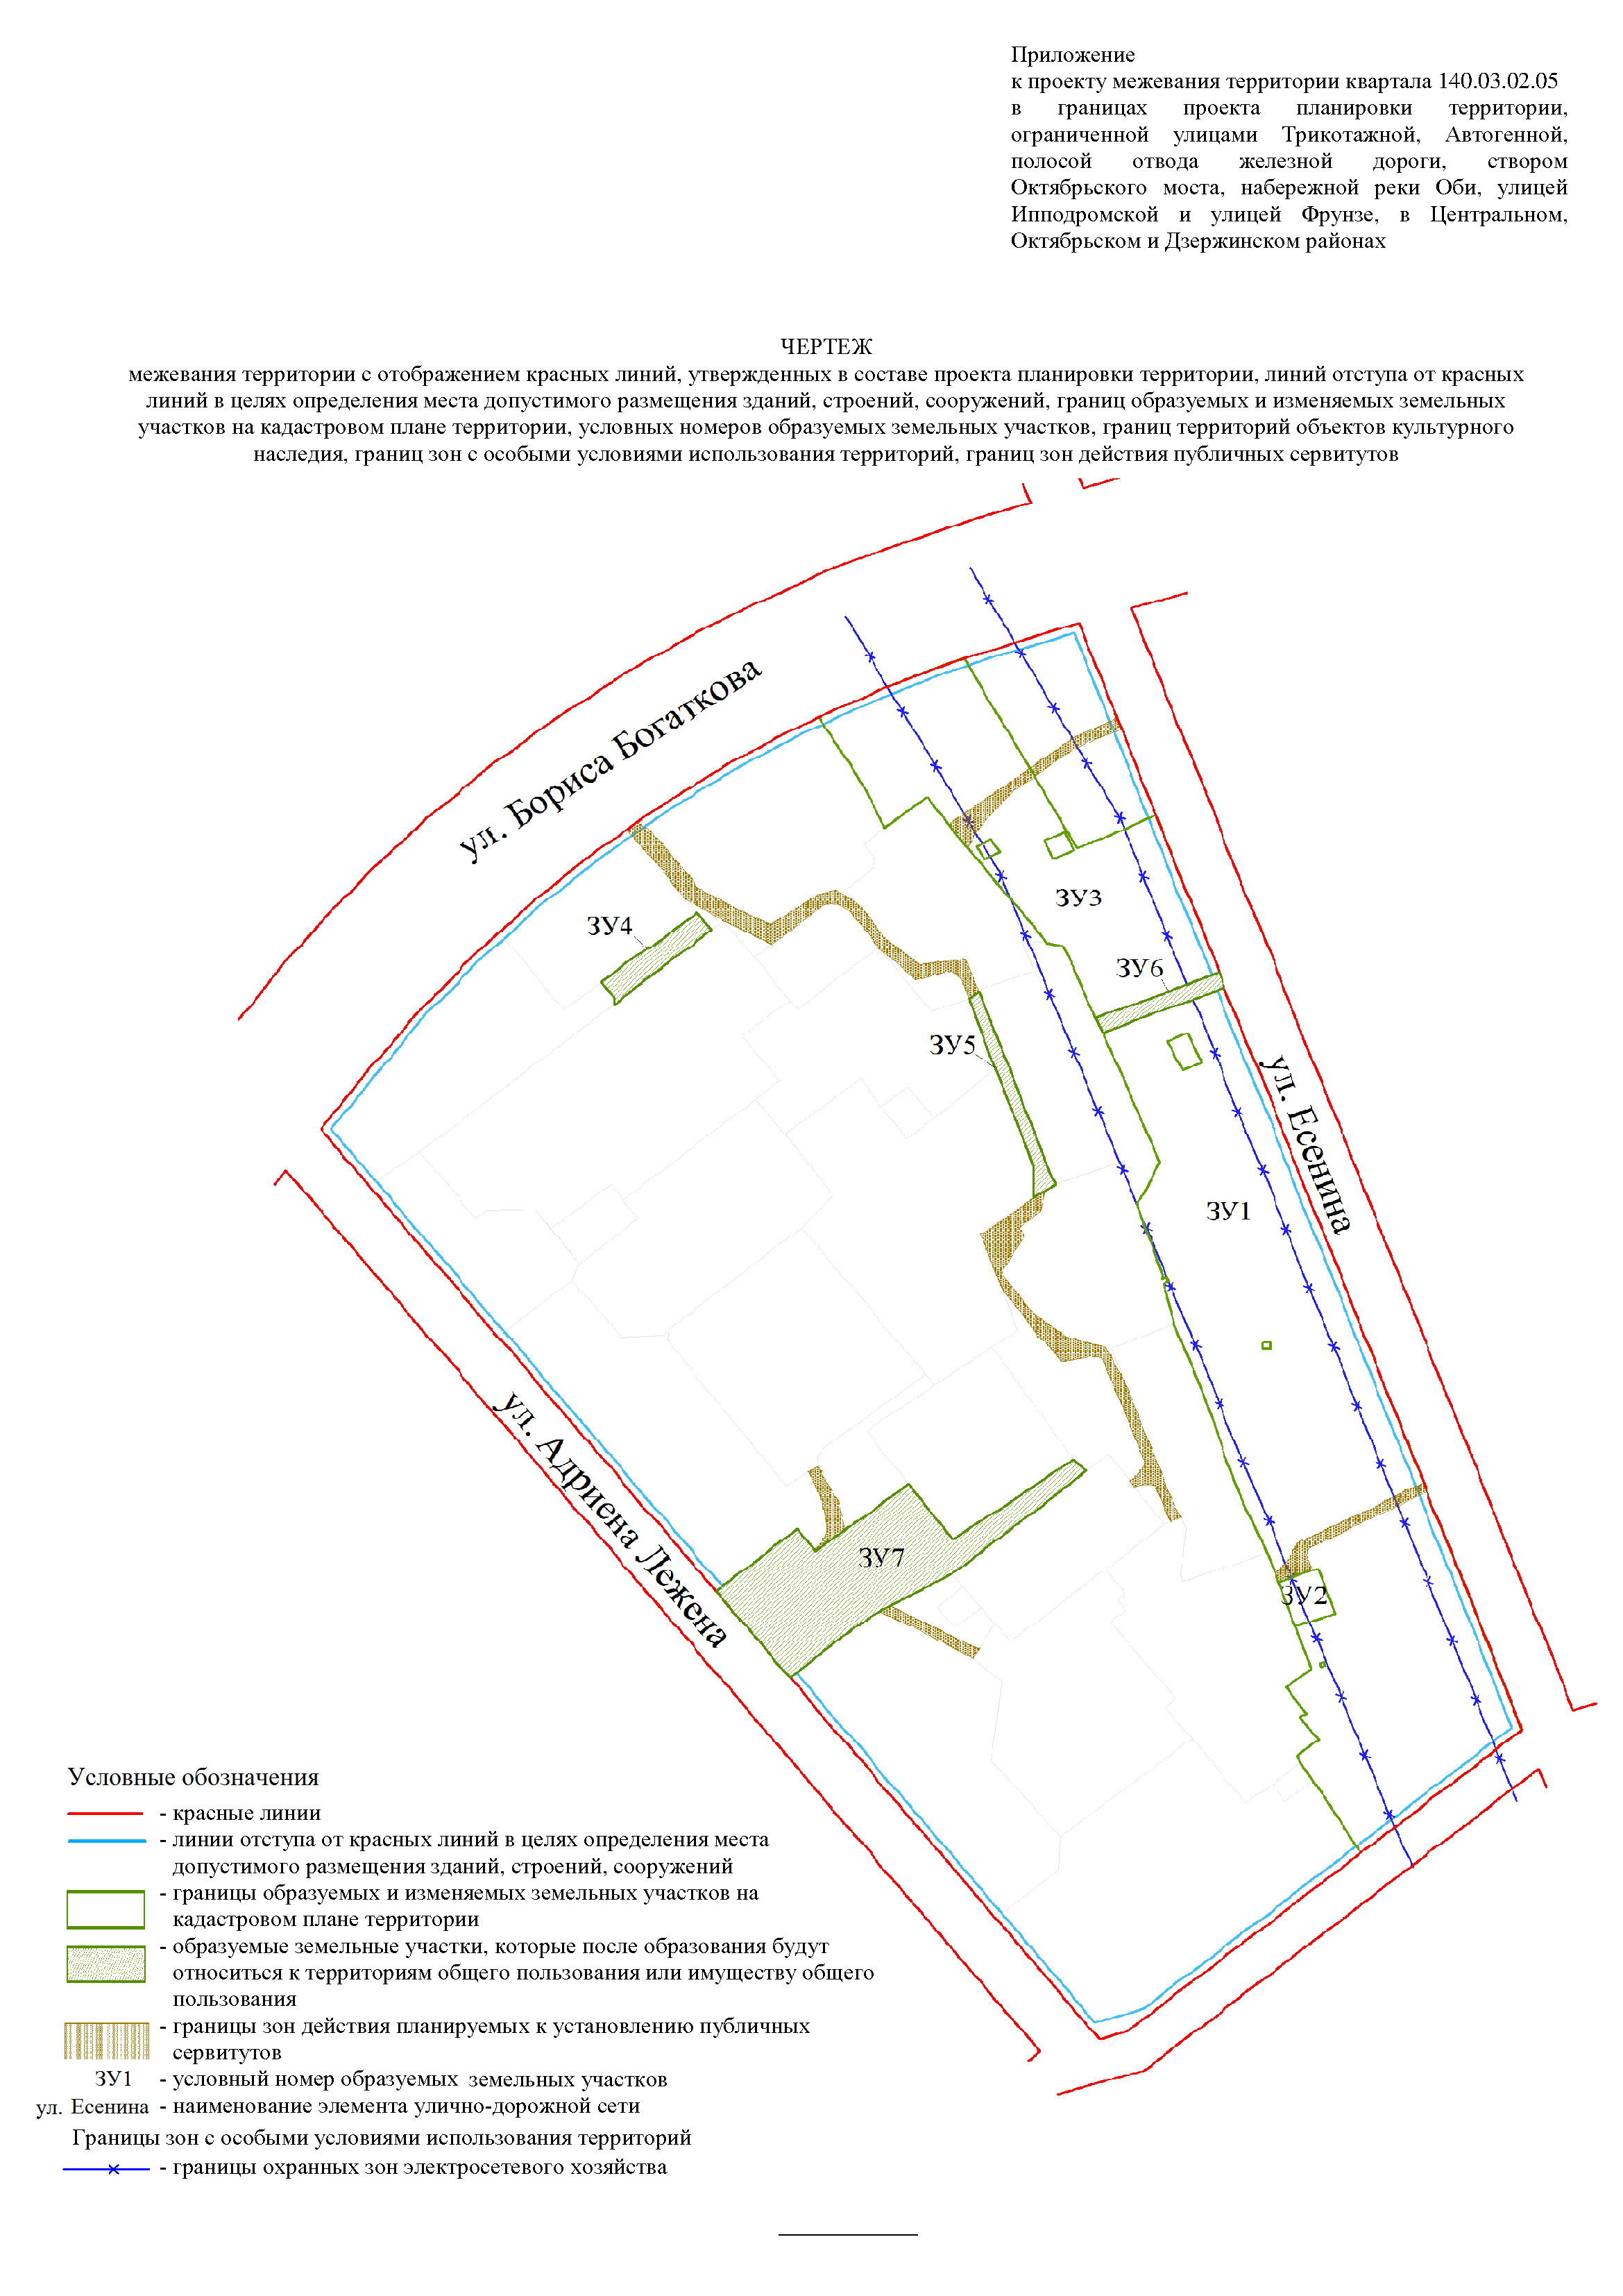 Приложение
к проекту межевания территории квартала 140.03.02.05
в границах проекта планировки территории,
ограниченной улицами Трикотажной, Автогенной,
полосой отвода железной дороги, створом
Октябрьского моста, набережной реки Оби, улицей
Ипподромской и улицей Фрунзе, в Центральном,
Октябрьском и Дзержинском районах
ЧЕРТЕЖ
межевания территории с отображением красных линий, утвержденных в составе проекта планировки территории, линий отступа от красных
линий в целях определения места допустимого размещения зданий, строений, сооружений, границ образуемых и изменяемых земельных
участков на кадастровом плане территории, условных номеров образуемых земельных участков, границ территорий объектов культурного
наследия, границ зон с особыми условиями использования территорий, границ зон действия публичных сервитутов
ул. Бориса Богаткова
ЗУ3
ЗУ4
ЗУ6
ЗУ5
ул. Есенина
ЗУ1
ул. Адриена Лежена
ЗУ7
ЗУ2
Условные обозначения
- красные линии
- линии отступа от красных линий в целях определения места
допустимого размещения зданий, строений, сооружений
- границы образуемых и изменяемых земельных участков на
кадастровом плане территории
- образуемые земельные участки, которые после образования будут
относиться к территориям общего пользования или имуществу общего
пользования
- границы зон действия планируемых к установлению публичных
сервитутов
ЗУ1 - условный номер образуемых земельных участков
ул. Есенина - наименование элемента улично-дорожной сети
Границы зон с особыми условиями использования территорий
- границы охранных зон электросетевого хозяйства